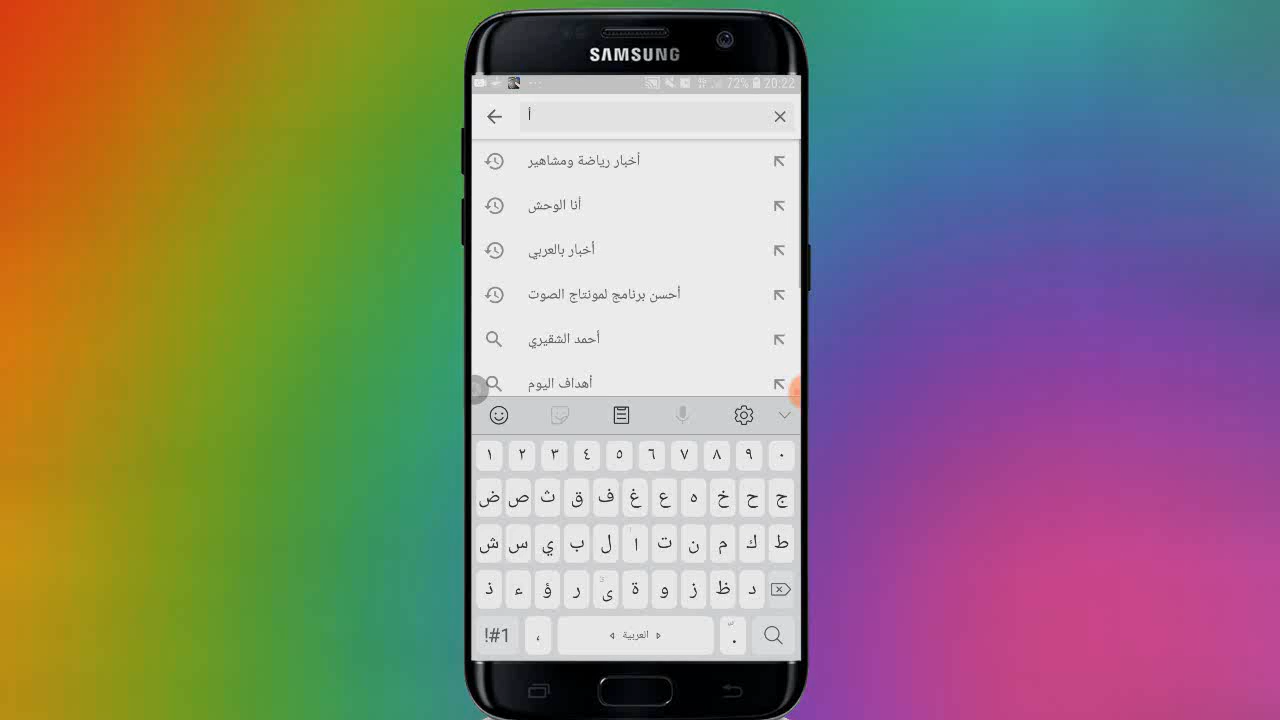 SAMSUNG
72% 20.22
أ
أخبار رياضة ومشاهير
أنا الوحش
أخبار بالعربي
أحسن برنامج لمونتاج الصوت
أحمد الشقيري
أهداف اليوم
١ ٢ ٣ ٤ ٥ ٦ ٧ ٨ ٩ ٠
ض ص ث ق ف غ ع ه خ ح ج
ش س ي ب ل ا ت ن م ك ط
ذ ء ؤ ر ى ة و ز ظ د
!#1 ، العربية .